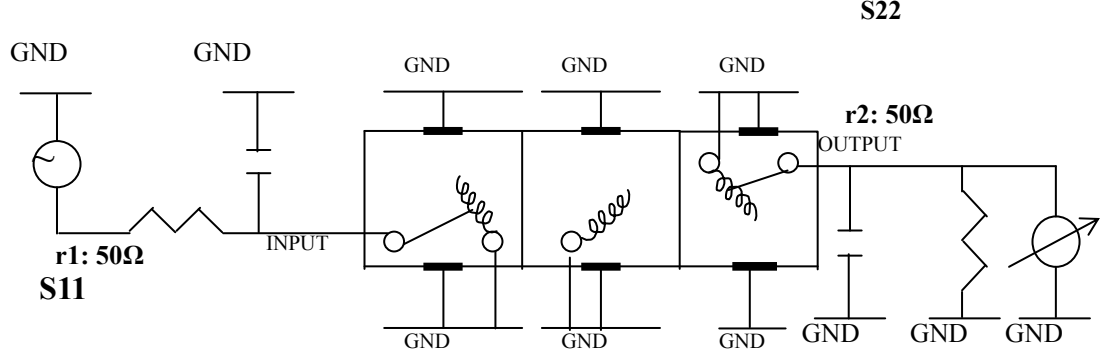 S22
GND
GND
GND
GND
GND
r2: 50Ω
OUTPUT
INPUT
r1: 50Ω
S11
GND
GND
GND
GND
GND
GND